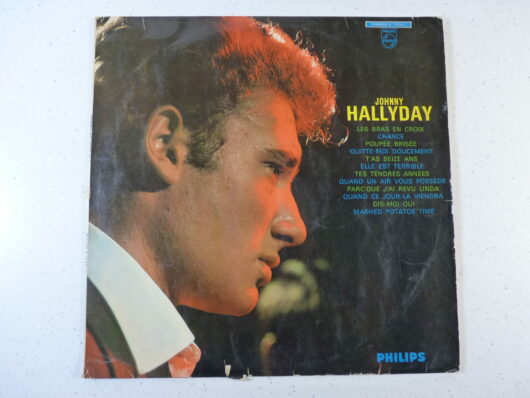 PHILIPS
JOHNNY
HALLYDAY
LES BRAS EN CROIX
CHANCE
POUPÉE BRISÉE
QUITTE-MOI DOUCEMENT
T'AS SEIZE ANS
ELLE EST TERRIBLE
TES TENDRES ANNÉES
QUAND UN AIR VOUS POSSÈDE
PARC'QUE J'AI REVU LINDA
QUAND CE JOUR-LA VIENDRA
DIS-MOI OUI
MASHED POTATOE TIME
PHILIPS